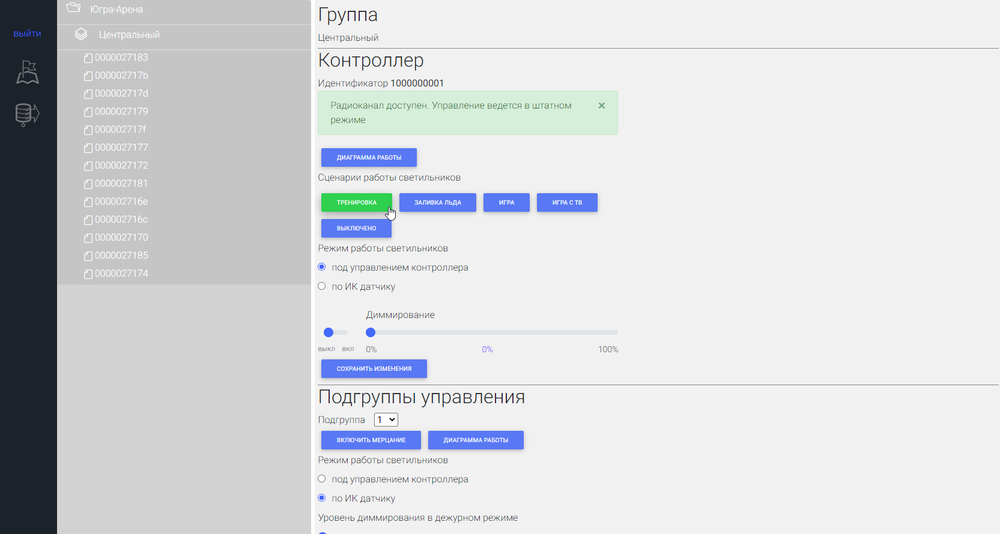 выйти
Югра-Арена
Центральный
0000027183
000002717b
000002717d
0000027179
000002717f
0000027177
0000027172
0000027181
000002716e
000002716c
0000027170
0000027185
0000027174
Группа
Центральный
Контроллер
Идентификатор 1000000001
Радиоканал доступен. Управление ведется в штатном
режиме
×
ДИАГРАММА РАБОТЫ
Сценарии работы светильников
ТРЕНИРОВКА ЗАЛИВКА ЛЬДА ИГРА ИГРА С ТВ
ВЫКЛЮЧЕНО
Режим работы светильников
под управлением контроллера
по ИК датчику
Диммирование
выкл вкл 0% 0% 100%
СОХРАНИТЬ ИЗМЕНЕНИЯ
Подгруппы управления
Подгруппа 1
ВКЛЮЧИТЬ МЕРЦАНИЕ ДИАГРАММА РАБОТЫ
Режим работы светильников
под управлением контроллера
по ИК датчику
Уровень диммирования в дежурном режиме